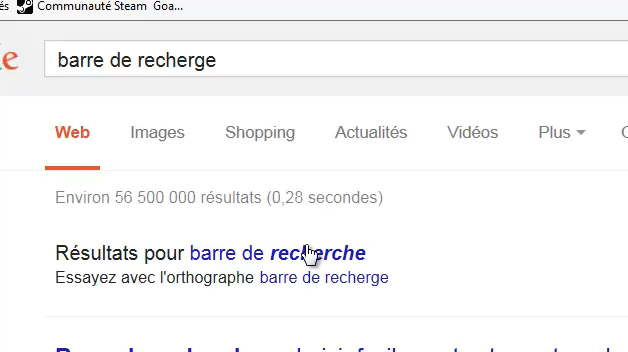 Communauté Steam Goa...
barre de recherge
Web Images Shopping Actualités Vidéos Plus
Environ 56 500 000 résultats (0,28 secondes)
Résultats pour barre de recherche
Essayez avec l'orthographe barre de recherge